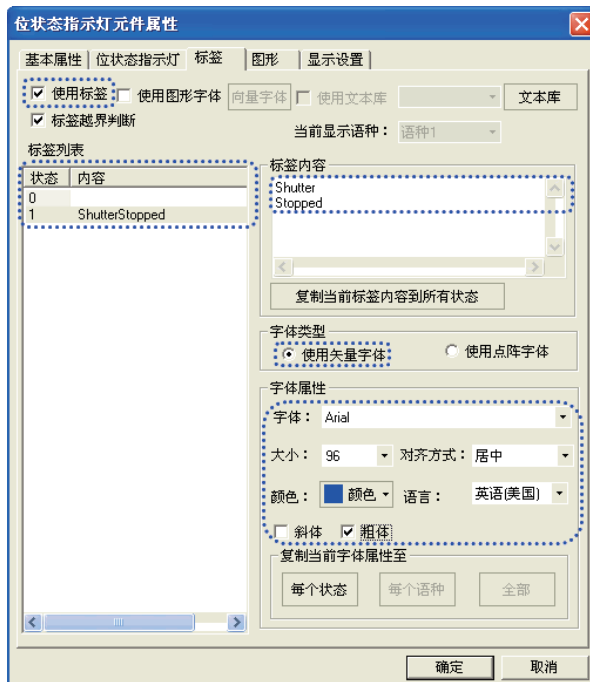 位状态指示灯元件属性
基本属性 位状态指示灯 标签 图形 显示设置
使用标签 使用图形字体 向量字体 使用文本库 文本库
标签越界判断
当前显示语种： 语种1
标签列表
状态 内容
0
1 ShutterStopped
标签内容
Shutter
Stopped
复制当前标签内容到所有状态
字体类型
使用矢量字体 使用点阵字体
字体属性
字体： Arial
大小： 96 对齐方式： 居中
颜色： 颜色 语言： 英语(美国)
斜体 粗体
复制当前字体属性至
每个状态 每个语种 全部
确定 取消